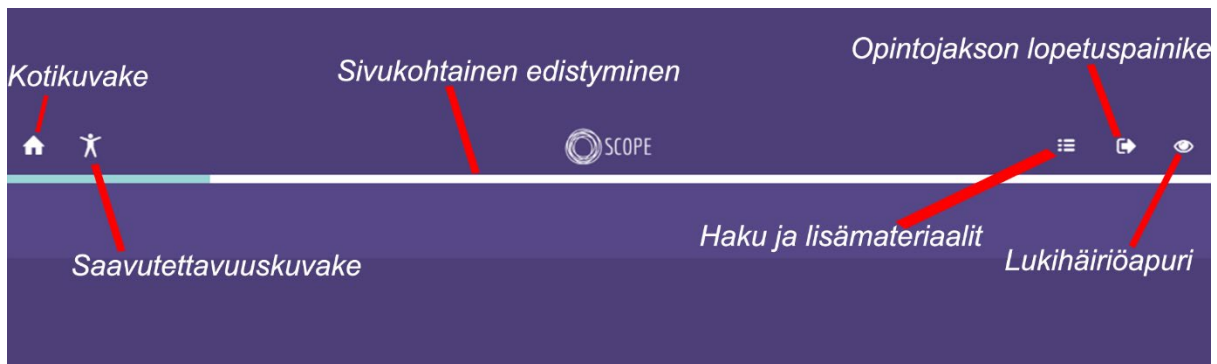 Opintojakson lopetuspainike
Kotikuvake
Sivukohtainen edistyminen
SCOPE
Haku ja lisämateriaalit
Saavutettavuuskuvake
Lukihäiriöapuri